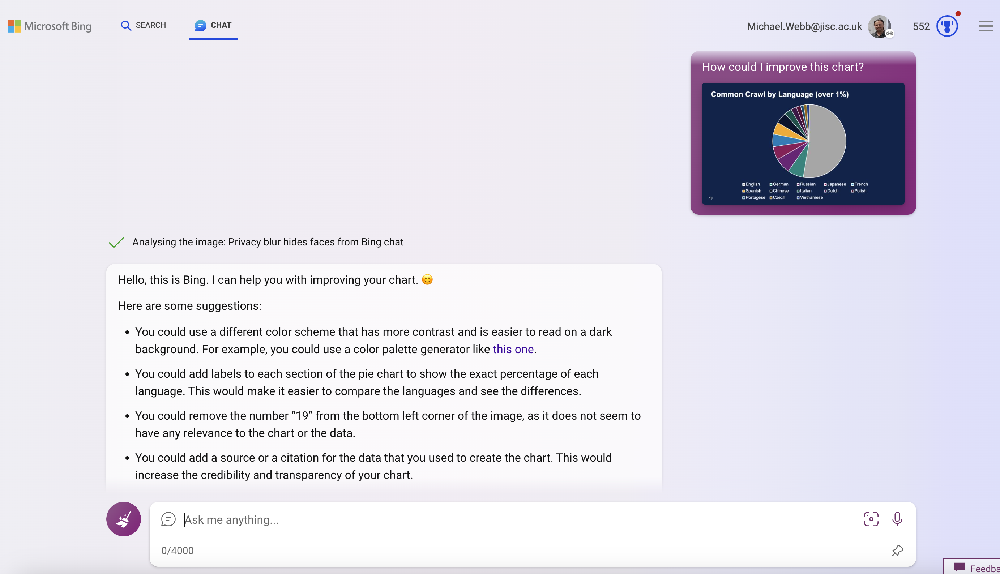 Microsoft Bing
SEARCH
CHAT
Michael.Webb@jisc.ac.uk
552
How could I improve this chart?
Common Crawl by Language (over 1%)
English German Russian Japanese French
Spanish Chinese Italian Dutch Polish
Portugese Czech Vietnamese
19
Analysing the image: Privacy blur hides faces from Bing chat
Hello, this is Bing. I can help you with improving your chart. 😊
Here are some suggestions:
• You could use a different color scheme that has more contrast and is easier to read on a dark
background. For example, you could use a color palette generator like this one.
• You could add labels to each section of the pie chart to show the exact percentage of each
language. This would make it easier to compare the languages and see the differences.
• You could remove the number “19” from the bottom left corner of the image, as it does not seem to
have any relevance to the chart or the data.
• You could add a source or a citation for the data that you used to create the chart. This would
increase the credibility and transparency of your chart.
Ask me anything...
0/4000
Feedba